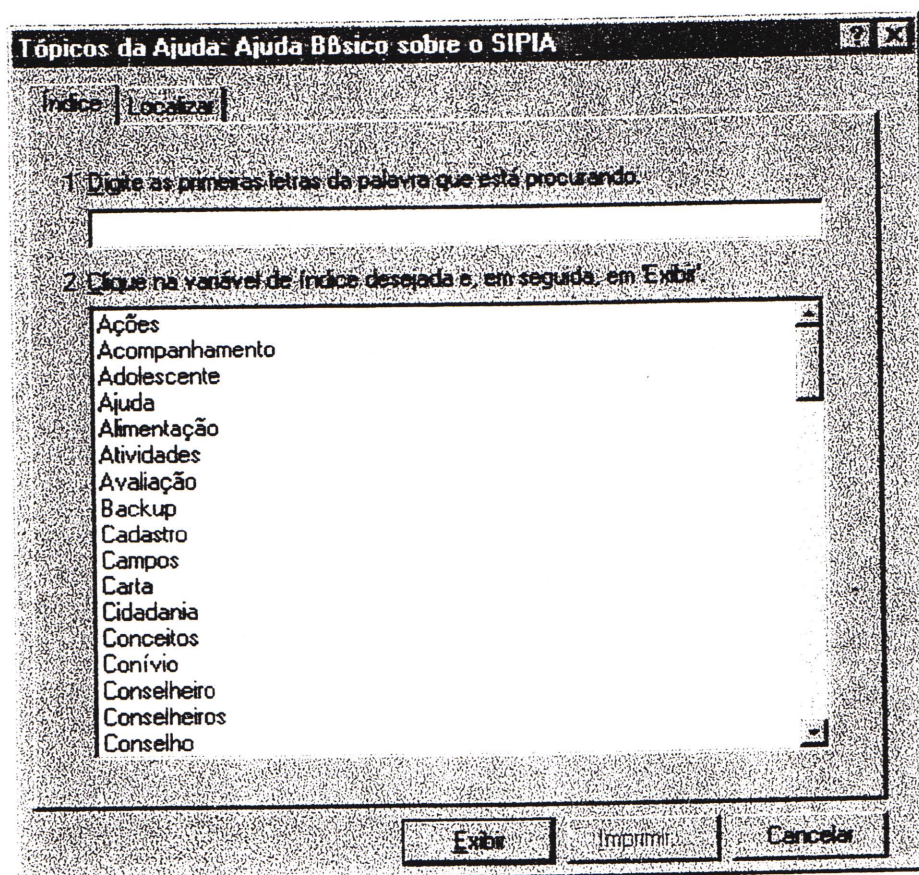 Tópicos da Ajuda: Ajuda BBsico sobre o SIPIA
Índice Localizar
1 Digite as primeiras letras da palavra que está procurando.
2 Clique na variável de índice desejada e, em seguida, em 'Exibir'.
Ações
Acompanhamento
Adolescente
Ajuda
Alimentação
Atividades
Avaliação
Backup
Cadastro
Campos
Carta
Cidadania
Conceitos
Conívio
Conselheiro
Conselheiros
Conselho
Exibir Imprimir... Cancelar